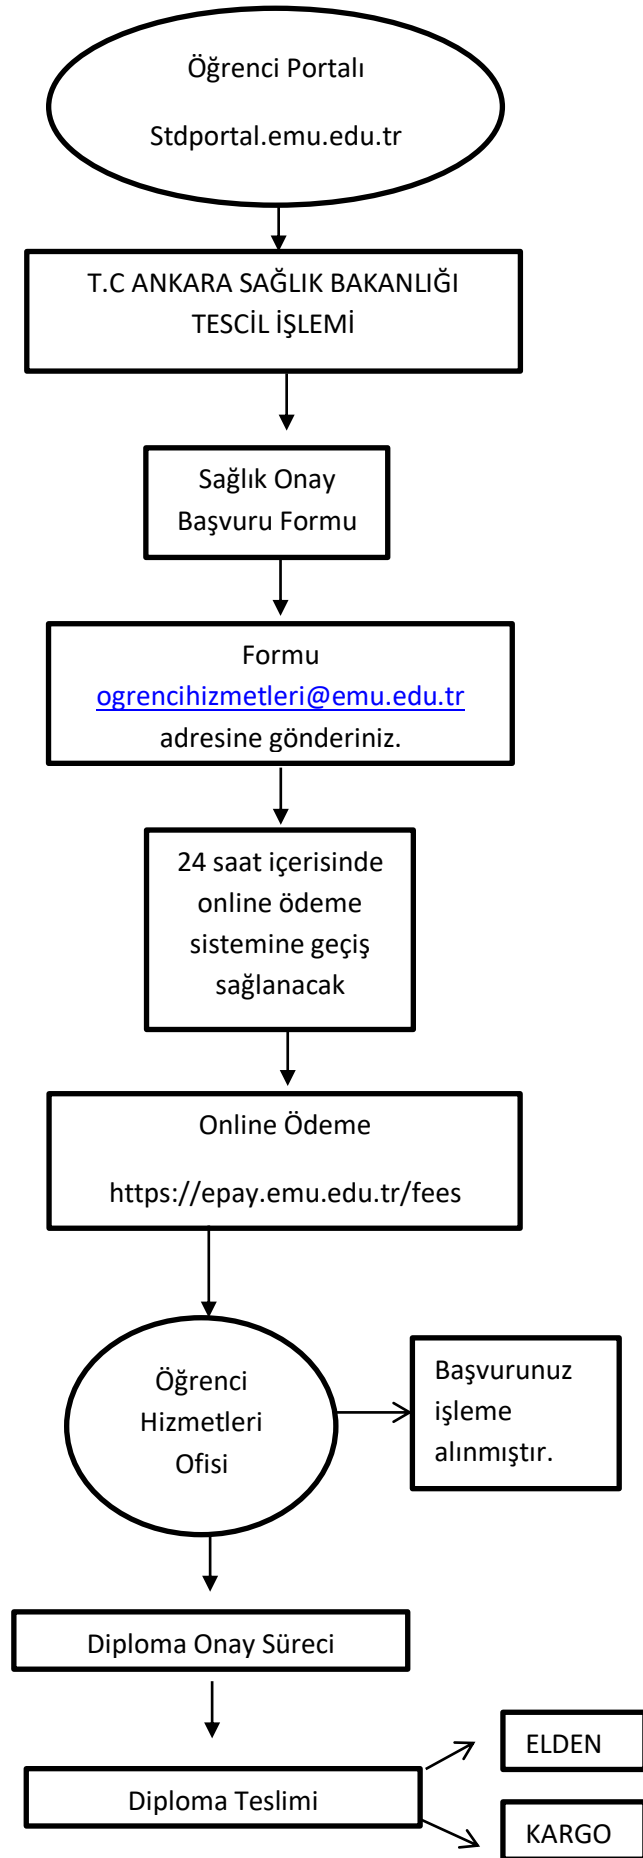 Öğrenci Portalı
Stdportal.emu.edu.tr
T.C ANKARA SAĞLIK BAKANLIĞI
TESCİL İŞLEMİ
Sağlık Onay
Başvuru Formu
Formu
ogrencihizmetleri@emu.edu.tr
adresine gönderiniz.
24 saat içerisinde
online ödeme
sistemine geçiş
sağlanacak
Online Ödeme
https://epay.emu.edu.tr/fees
Öğrenci
Hizmetleri
Ofisi
Başvurunuz
işleme
alınmıştır.
Diploma Onay Süreci
Diploma Teslimi
ELDEN
KARGO